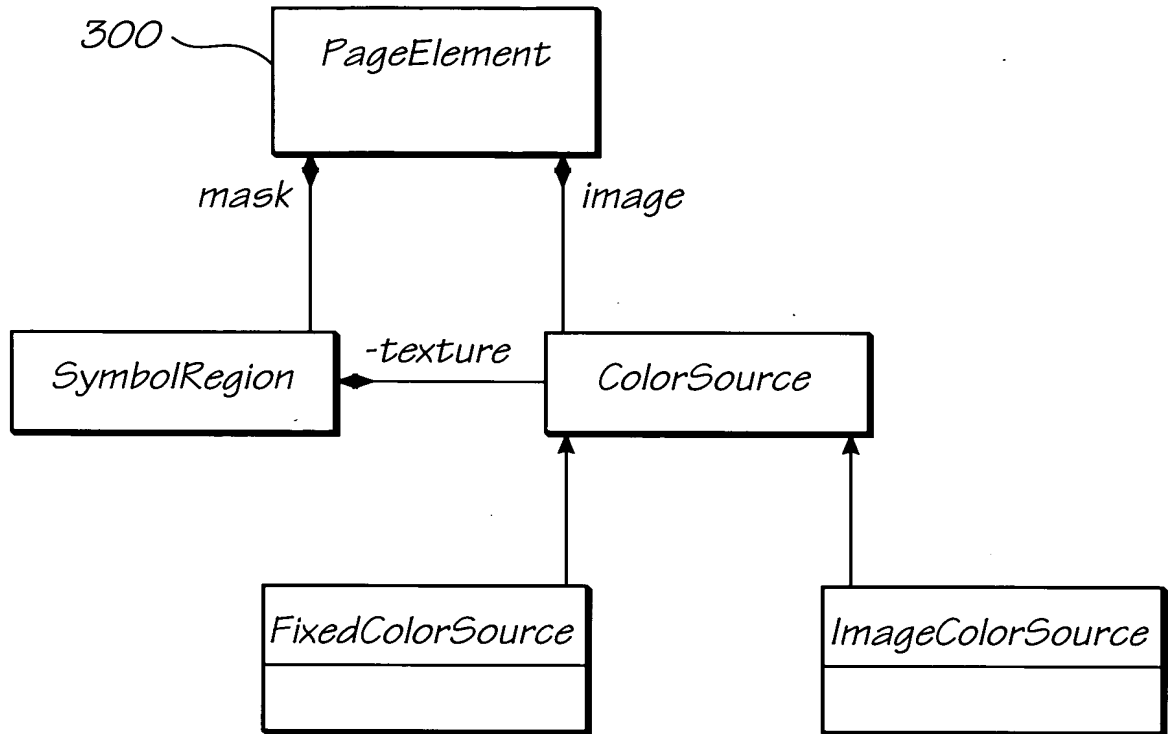 300
PageElement
mask
image
SymbolRegion
-texture
ColorSource
FixedColorSource
ImageColorSource